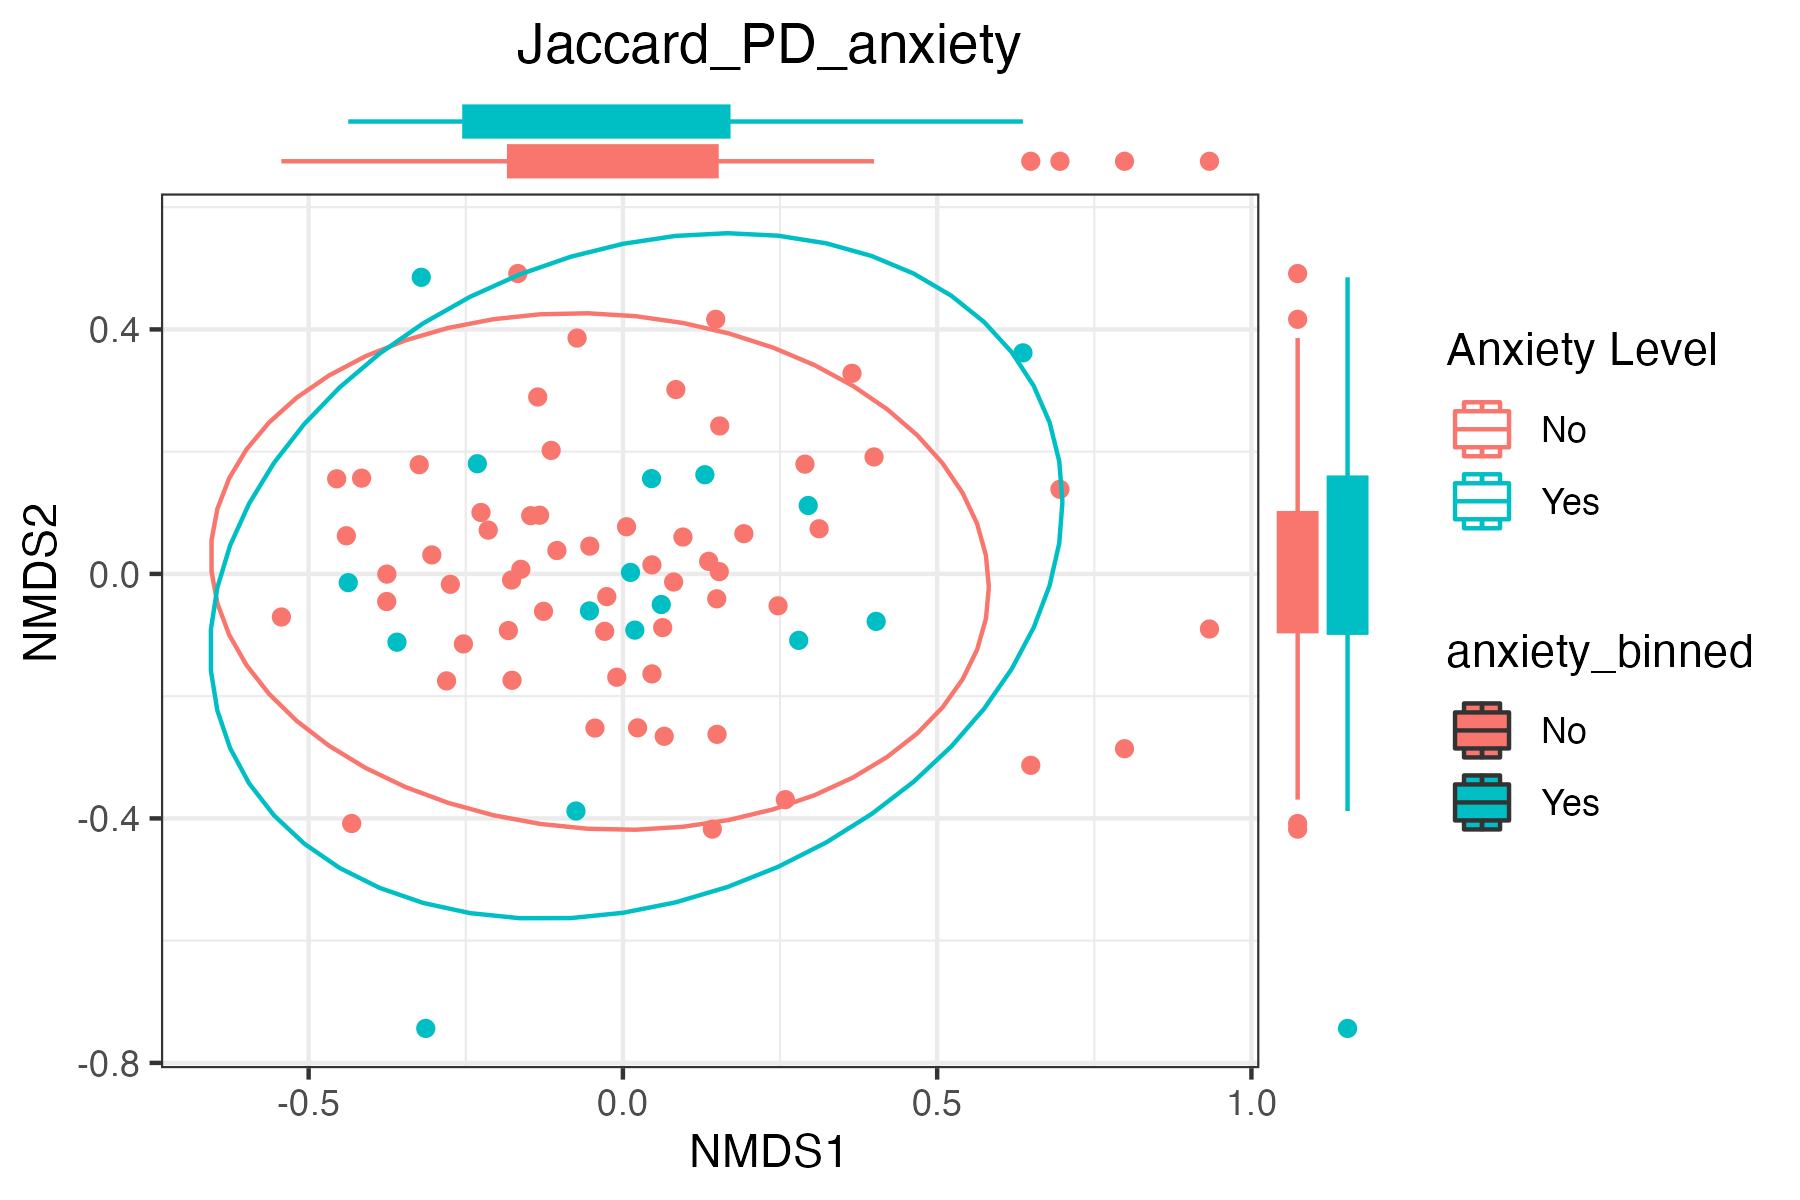 Jaccard_PD_anxiety
NMDS2
0.4
0.0
-0.4
-0.8
-0.5
0.0
0.5
1.0
NMDS1
Anxiety Level
No
Yes
anxiety_binned
No
Yes